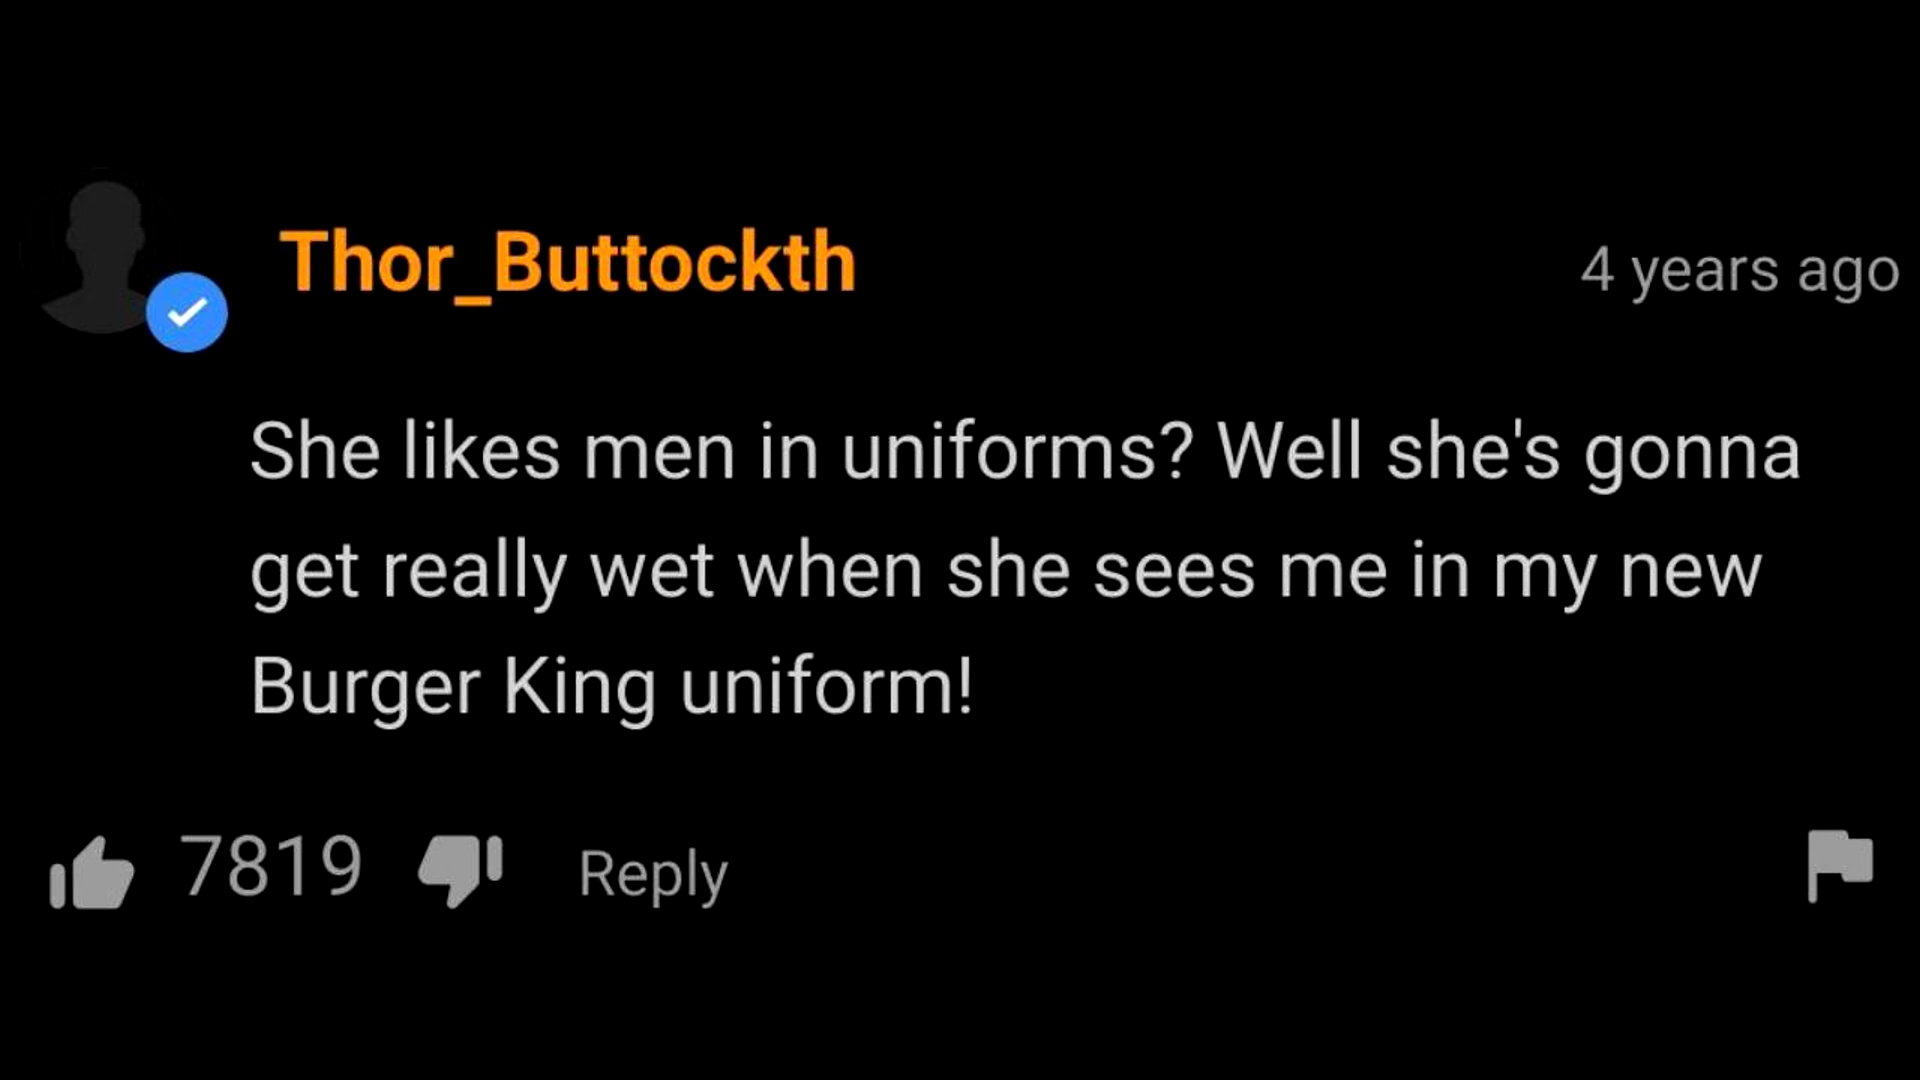 Thor_Buttockth
4 years ago
She likes men in uniforms? Well she's gonna
get really wet when she sees me in my new
Burger King uniform!
7819 Reply